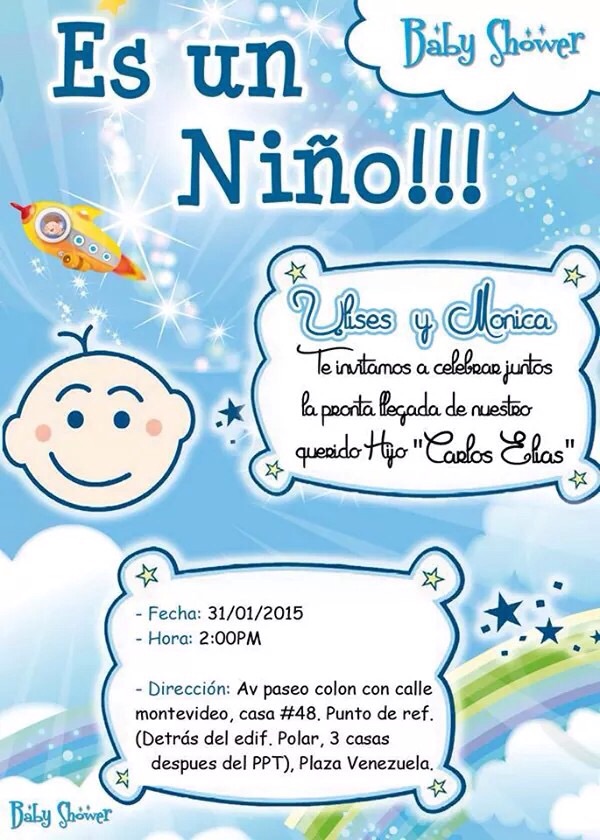 Baby Shower
Es un
Niño!!!
Ulises y Monica
Te invitamos a celebrar juntos
la pronta llegada de nuestro
querido Hijo "Carlos Elias"
- Fecha: 31/01/2015
- Hora: 2:00PM
- Dirección: Av paseo colon con calle
montevideo, casa #48. Punto de ref.
(Detrás del edif. Polar, 3 casas
despues del PPT), Plaza Venezuela.
Baby Shower